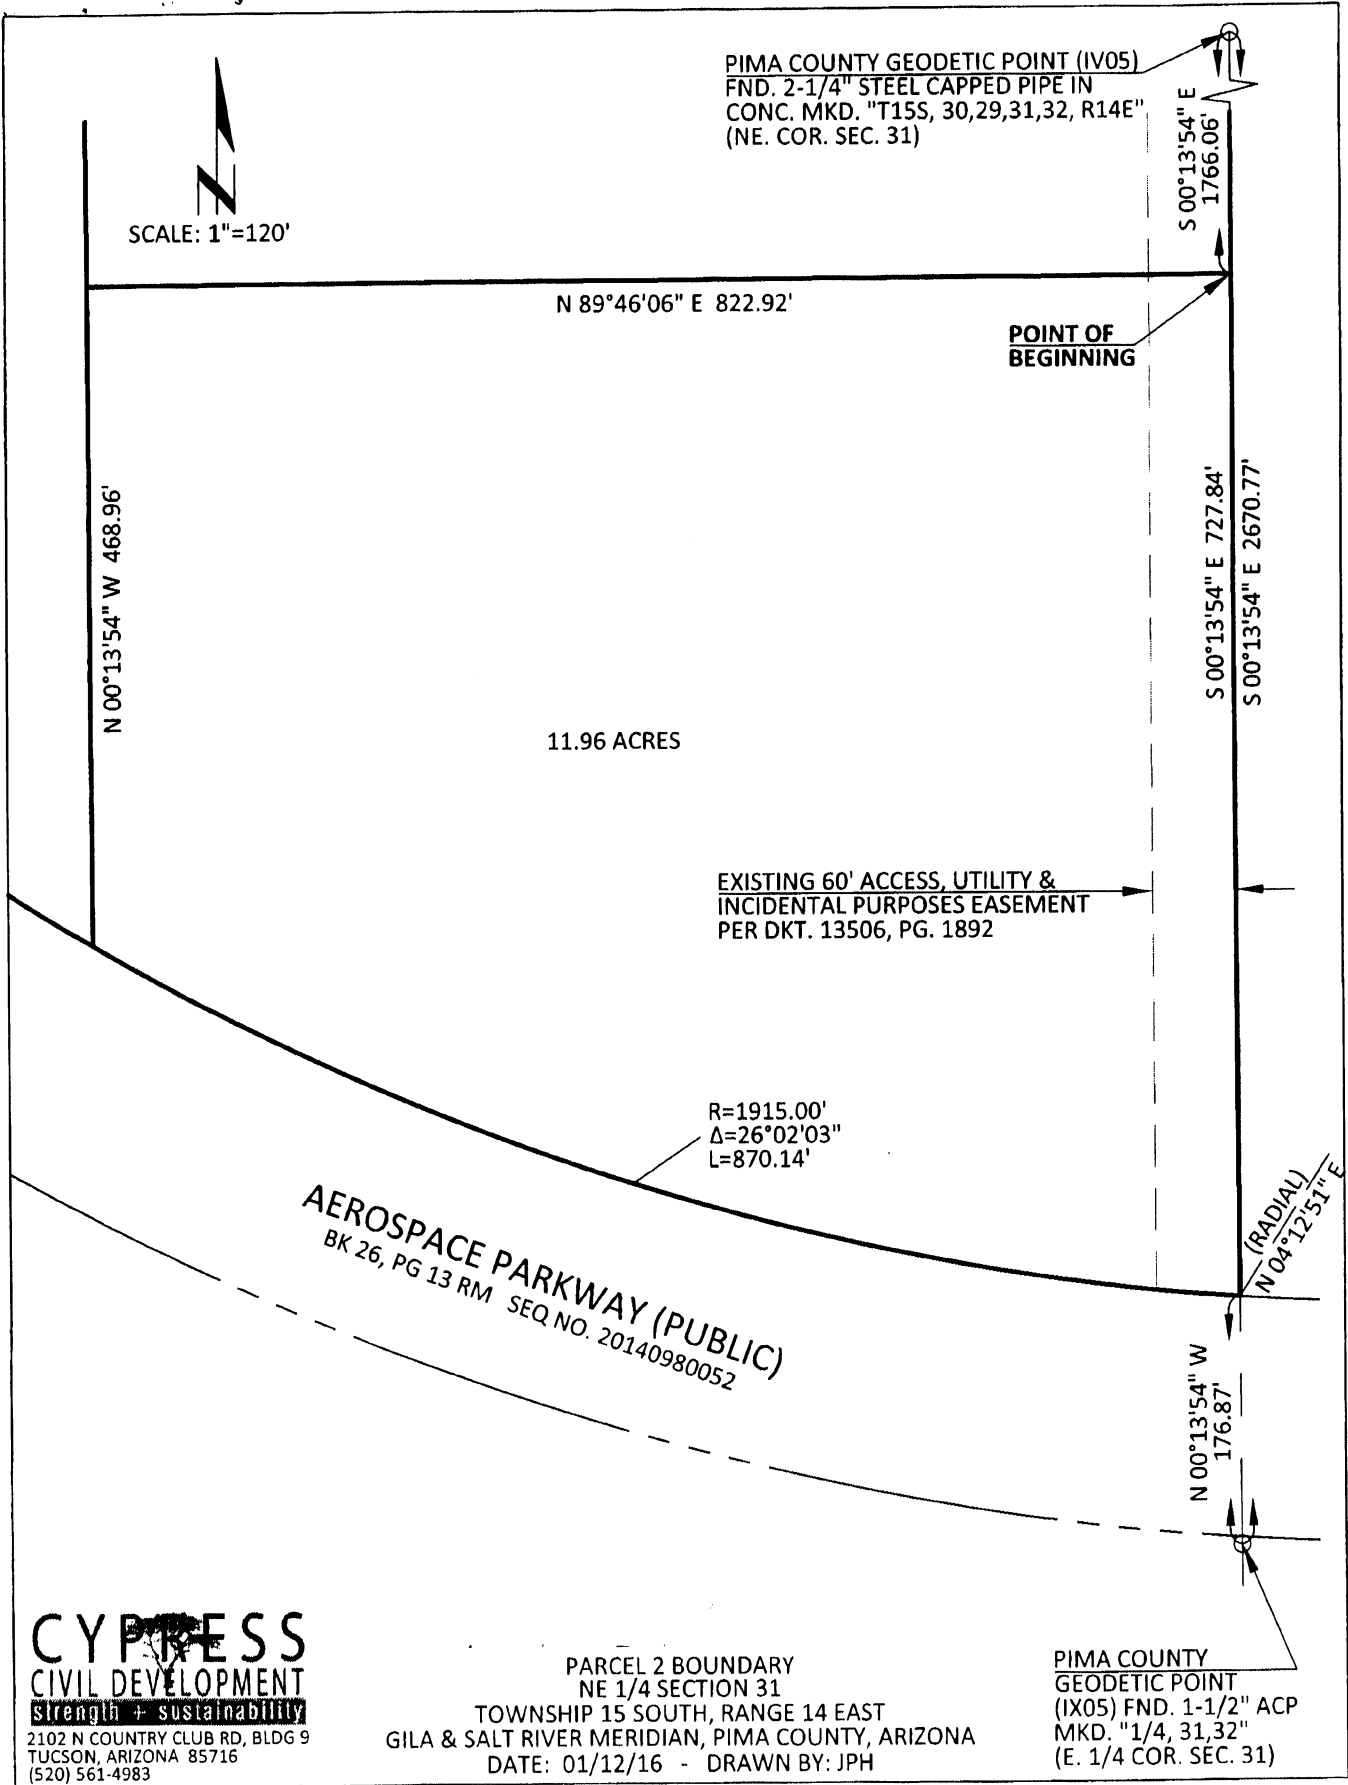 PIMA COUNTY GEODETIC POINT (IV05)
FND. 2-1/4" STEEL CAPPED PIPE IN
CONC. MKD. "T15S, 30,29,31,32, R14E"
(NE. COR. SEC. 31)
S 00°13'54" E
1766.06'
N
SCALE: 1"=120'
N 89°46'06" E 822.92'
POINT OF
BEGINNING
N 00°13'54" W 468.96'
S 00°13'54" E 727.84'
S 00°13'54" E 2670.77'
11.96 ACRES
EXISTING 60' ACCESS, UTILITY &
INCIDENTAL PURPOSES EASEMENT
PER DKT. 13506, PG. 1892
R=1915.00'
Δ=26°02'03"
L=870.14'
(RADIAL)
N 04°12'51" E
AEROSPACE PARKWAY (PUBLIC)
BK 26, PG 13 RM SEQ NO. 20140980052
N 00°13'54" W
176.87'
CYPRESS
CIVIL DEVELOPMENT
strength + sustainability
2102 N COUNTRY CLUB RD, BLDG 9
TUCSON, ARIZONA 85716
(520) 561-4983
PARCEL 2 BOUNDARY
NE 1/4 SECTION 31
TOWNSHIP 15 SOUTH, RANGE 14 EAST
GILA & SALT RIVER MERIDIAN, PIMA COUNTY, ARIZONA
DATE: 01/12/16 - DRAWN BY: JPH
PIMA COUNTY
GEODETIC POINT
(IX05) FND. 1-1/2" ACP
MKD. "1/4, 31,32"
(E. 1/4 COR. SEC. 31)